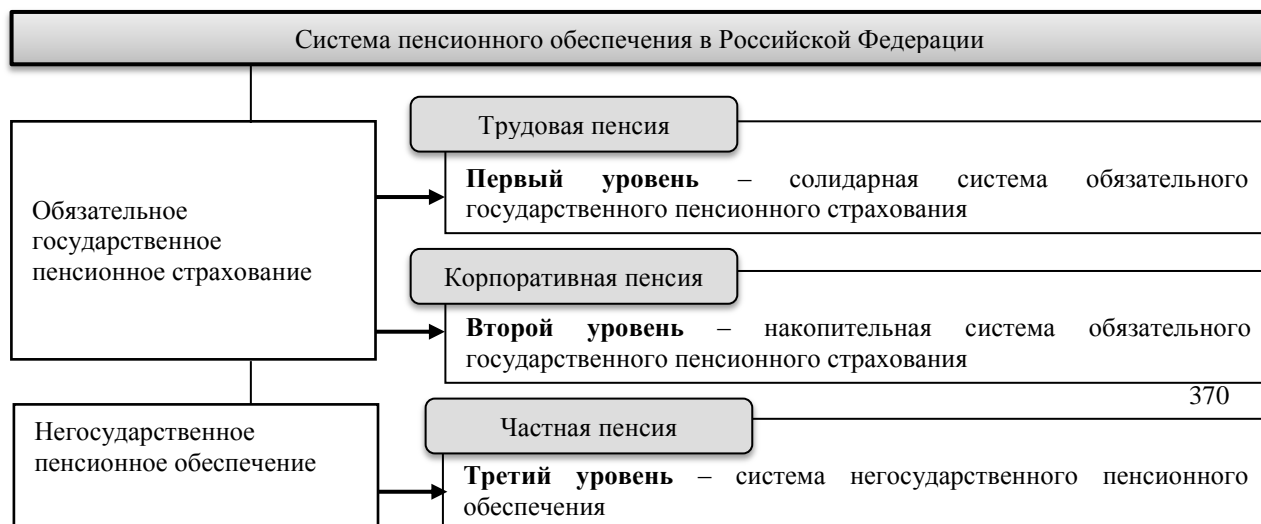 Система пенсионного обеспечения в Российской Федерации
Обязательное
государственное
пенсионное страхование
Трудовая пенсия
Первый уровень – солидарная система обязательного
государственного пенсионного страхования
Корпоративная пенсия
Второй уровень – накопительная система обязательного
государственного пенсионного страхования
370
Негосударственное
пенсионное обеспечение
Частная пенсия
Третий уровень – система негосударственного пенсионного
обеспечения